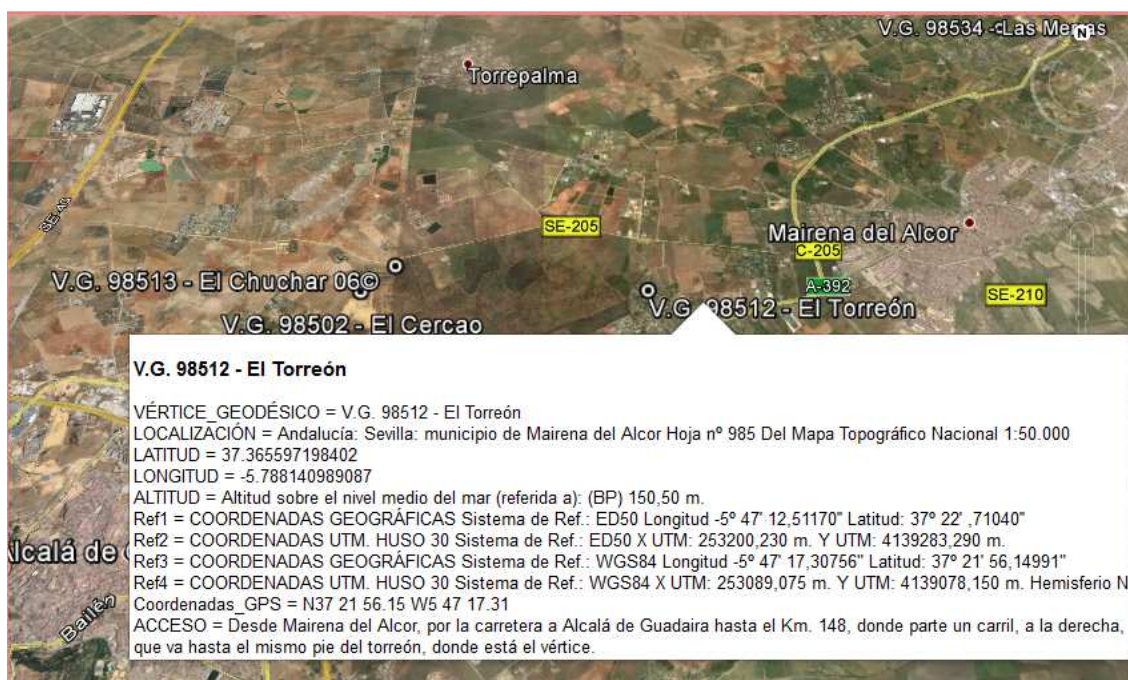 V.G. 98534 - Las Mermas
N
Torrepalma
SE-205
Mairena del Alcor
C-205
A-392
SE-210
V.G. 98513 - El Chuchar 06©
V.G. 98512 - El Torreón
V.G. 98502 - El Cercao
V.G. 98512 - El Torreón
VÉRTICE_GEODÉSICO = V.G. 98512 - El Torreón
LOCALIZACIÓN = Andalucía: Sevilla: municipio de Mairena del Alcor Hoja nº 985 Del Mapa Topográfico Nacional 1:50.000
LATITUD = 37.365597198402
LONGITUD = -5.788140989087
ALTITUD = Altitud sobre el nivel medio del mar (referida a): (BP) 150,50 m.
Ref1 = COORDENADAS GEOGRÁFICAS Sistema de Ref.: ED50 Longitud -5º 47' 12,51170" Latitud: 37º 22' ,71040"
Ref2 = COORDENADAS UTM. HUSO 30 Sistema de Ref.: ED50 X UTM: 253200,230 m. Y UTM: 4139283,290 m.
Ref3 = COORDENADAS GEOGRÁFICAS Sistema de Ref.: WGS84 Longitud -5º 47' 17,30756" Latitud: 37º 21' 56,14991"
Ref4 = COORDENADAS UTM. HUSO 30 Sistema de Ref.: WGS84 X UTM: 253089,075 m. Y UTM: 4139078,150 m. Hemisferio N
Coordenadas_GPS = N37 21 56.15 W5 47 17.31
ACCESO = Desde Mairena del Alcor, por la carretera a Alcalá de Guadaira hasta el Km. 148, donde parte un carril, a la derecha,
que va hasta el mismo pie del torreón, donde está el vértice.
lcalá de
Bailén